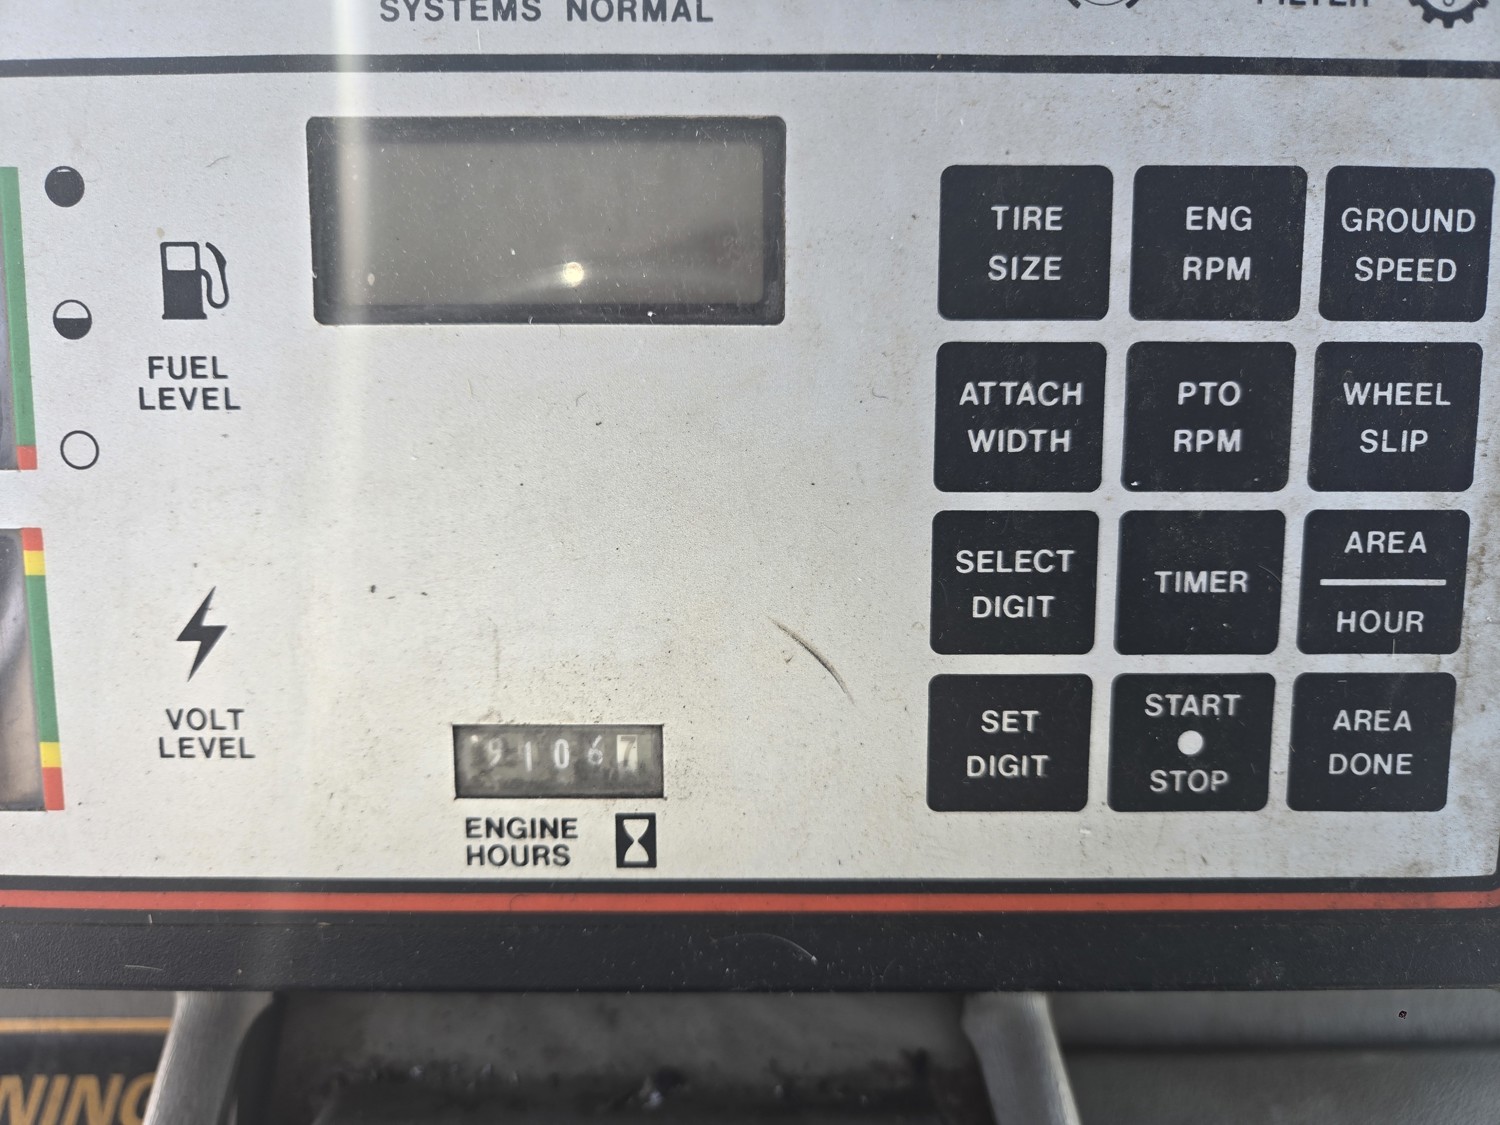 SYSTEMS NORMAL
FUEL
LEVEL
VOLT
LEVEL
91067
ENGINE
HOURS
TIRE
SIZE
ENG
RPM
GROUND
SPEED
ATTACH
WIDTH
PTO
RPM
WHEEL
SLIP
SELECT
DIGIT
TIMER
AREA
HOUR
SET
DIGIT
START
STOP
AREA
DONE